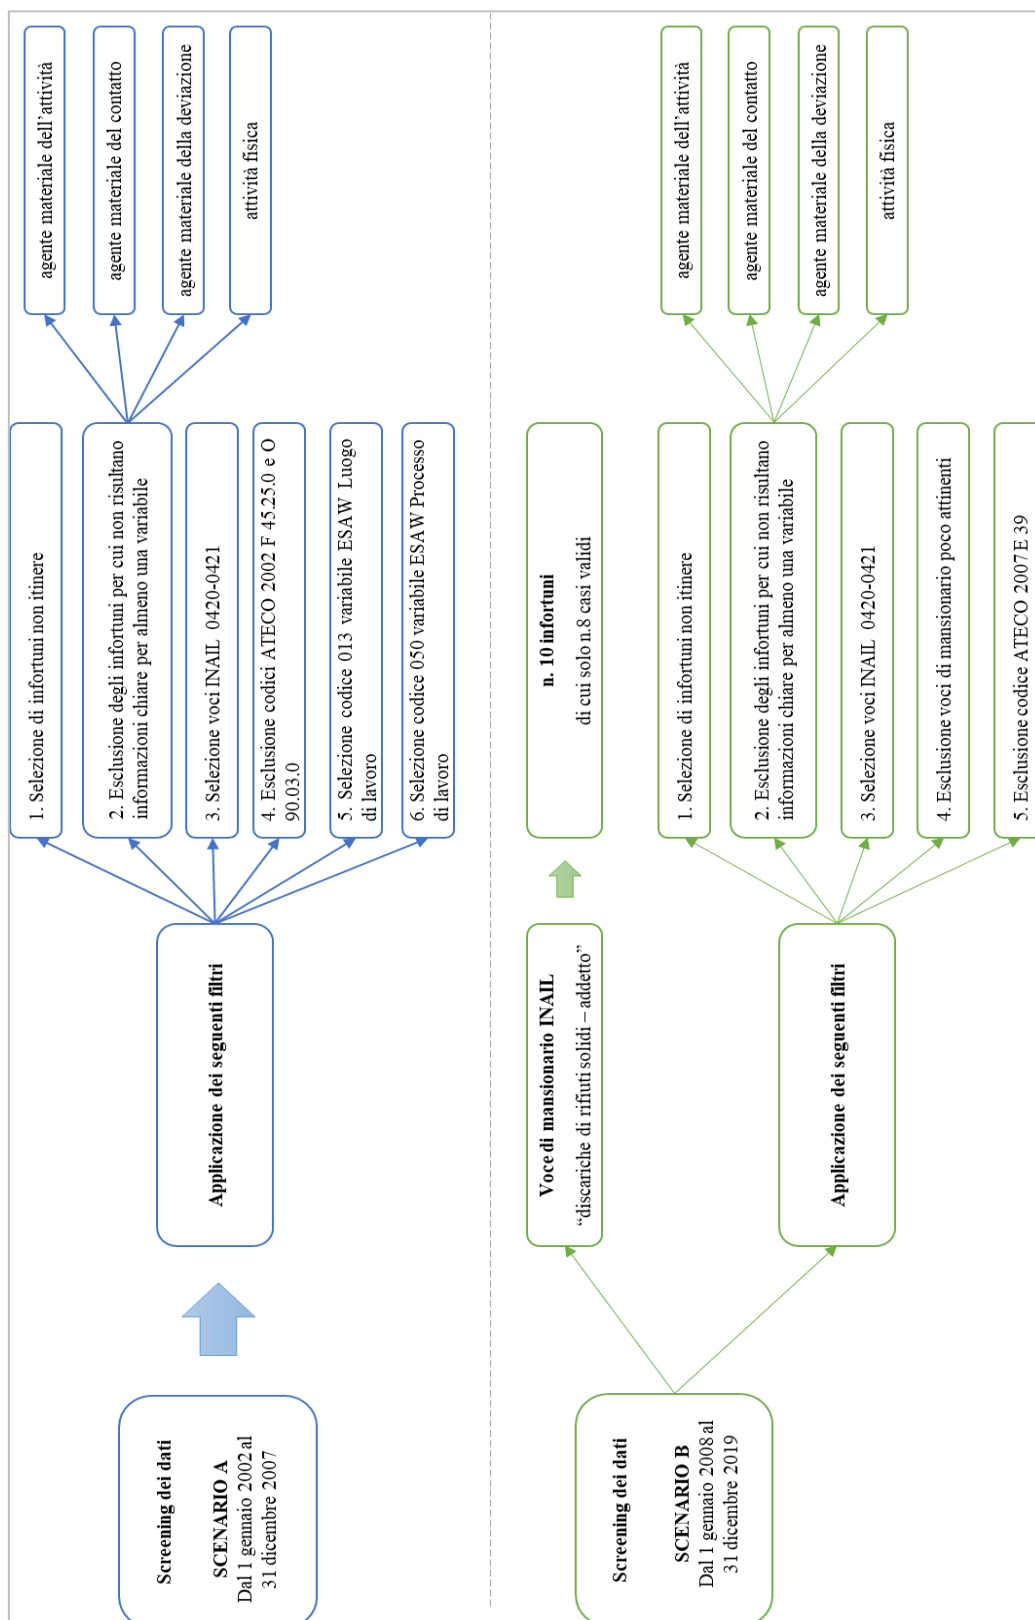 Screening dei dati
SCENARIO A
Dal 1 gennaio 2002 al
31 dicembre 2007
Applicazione dei seguenti filtri
1. Selezione di infortuni non itinere
2. Esclusione degli infortuni per cui non risultano
informazioni chiare per almeno una variabile
3. Selezione voci INAIL 0420-0421
4. Esclusione codici ATECO 2002 F 45.25.0 e O
90.03.0
5. Selezione codice 013 variabile ESAW Luogo
di lavoro
6. Selezione codice 050 variabile ESAW Processo
di lavoro
agente materiale dell'attività
agente materiale del contatto
agente materiale della deviazione
attività fisica
Screening dei dati
SCENARIO B
Dal 1 gennaio 2008 al
31 dicembre 2019
Voce di mansionario INAIL
“discariche di rifiuti solidi – addetto”
n. 10 infortuni
di cui solo n.8 casi validi
Applicazione dei seguenti filtri
1. Selezione di infortuni non itinere
2. Esclusione degli infortuni per cui non risultano
informazioni chiare per almeno una variabile
3. Selezione voci INAIL 0420-0421
4. Esclusione voci di mansionario poco attinenti
5. Esclusione codice ATECO 2007 E 39
agente materiale dell'attività
agente materiale del contatto
agente materiale della deviazione
attività fisica